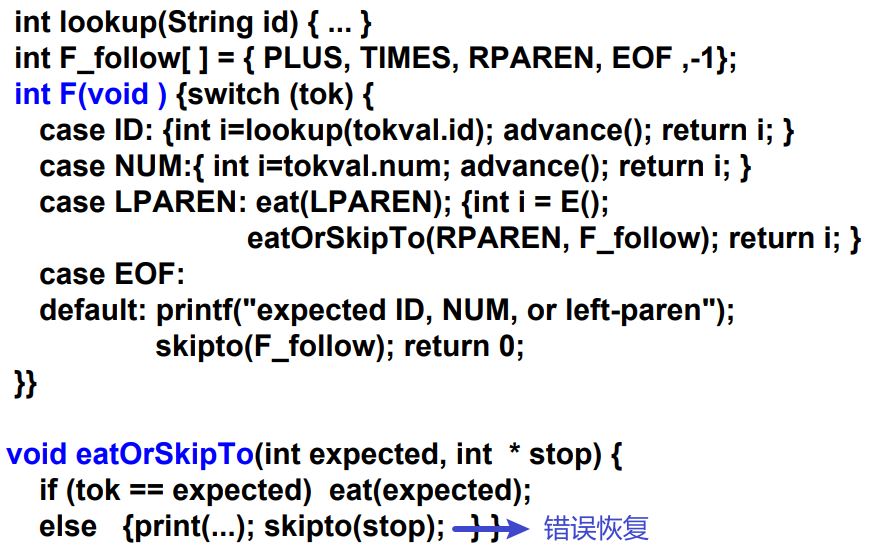 int lookup(String id) { ... }
int F_follow[ ] = { PLUS, TIMES, RPAREN, EOF ,-1};
int F(void ) {switch (tok) {
case ID: {int i=lookup(tokval.id); advance(); return i; }
case NUM:{ int i=tokval.num; advance(); return i; }
case LPAREN: eat(LPAREN); {int i = E();
eatOrSkipTo(RPAREN, F_follow); return i; }
case EOF:
default: printf("expected ID, NUM, or left-paren");
skipto(F_follow); return 0;
}}
void eatOrSkipTo(int expected, int * stop) {
if (tok == expected) eat(expected);
else {print(...); skipto(stop); } } 错误恢复